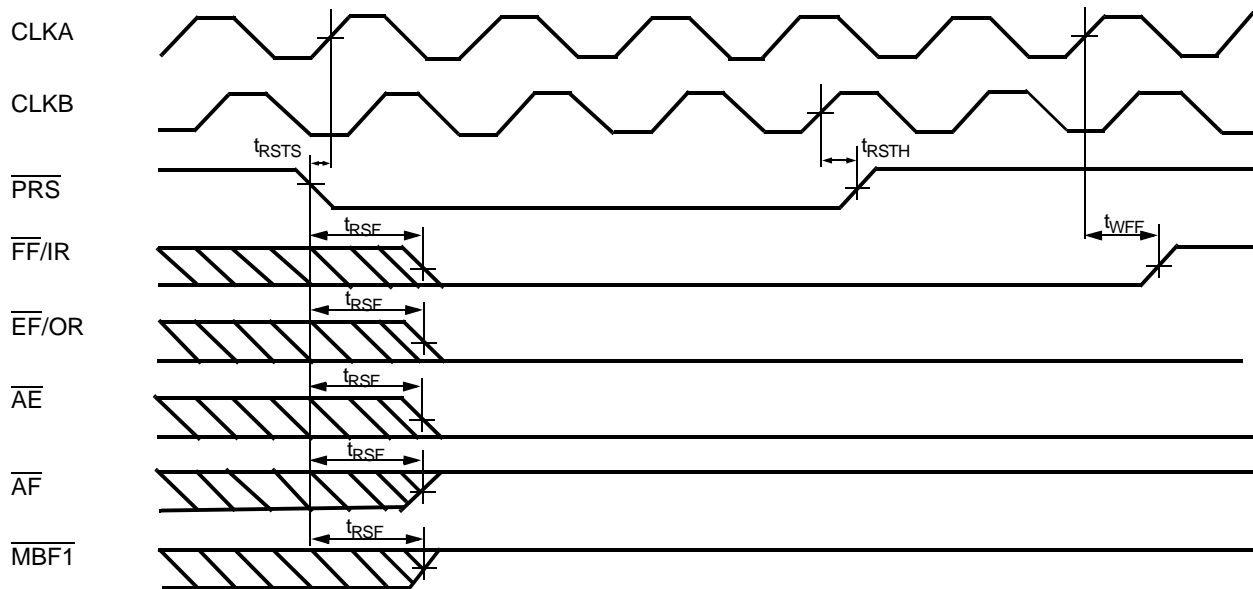 CLKA
CLKB
tRSTS
tRSTH
PRS
tRSF
tWFF
FF/IR
tRSF
EF/OR
tRSF
AE
tRSF
AF
tRSF
MBF1